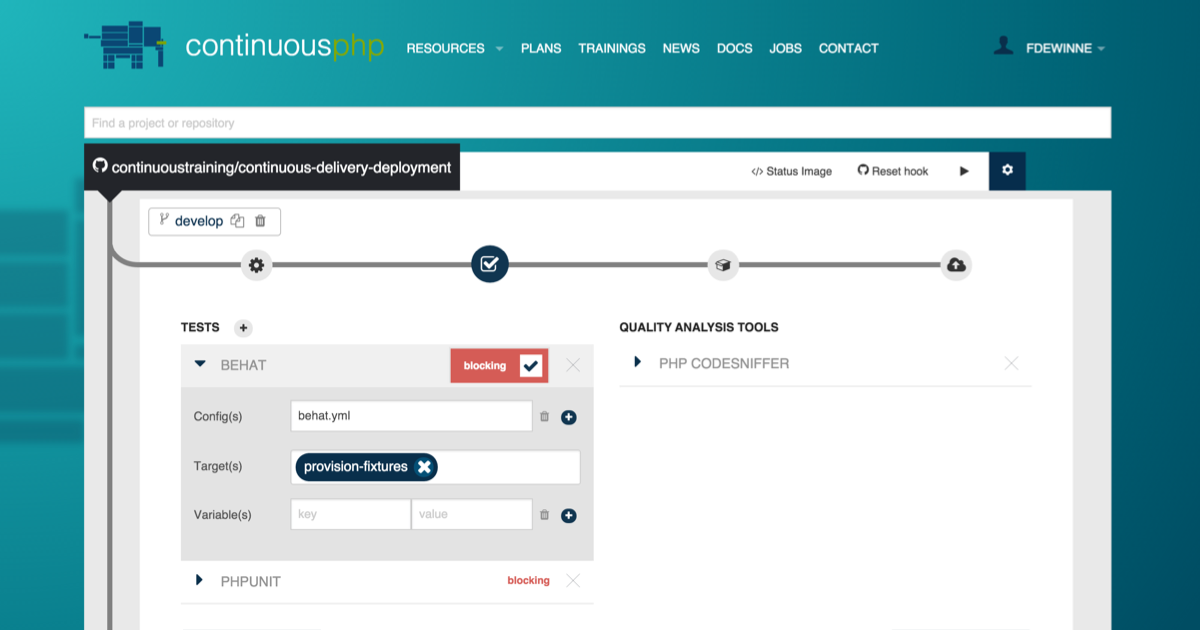 continuousphp RESOURCES PLANS TRAININGS NEWS DOCS JOBS CONTACT FDEWINNE
Find a project or repository
continuoustraining/continuous-delivery-deployment </> Status Image Reset hook
develop
TESTS
BEHAT blocking
Config(s) behat.yml
Target(s) provision-fixtures
Variable(s) key value
PHPUNIT blocking
QUALITY ANALYSIS TOOLS
PHP CODESNIFFER